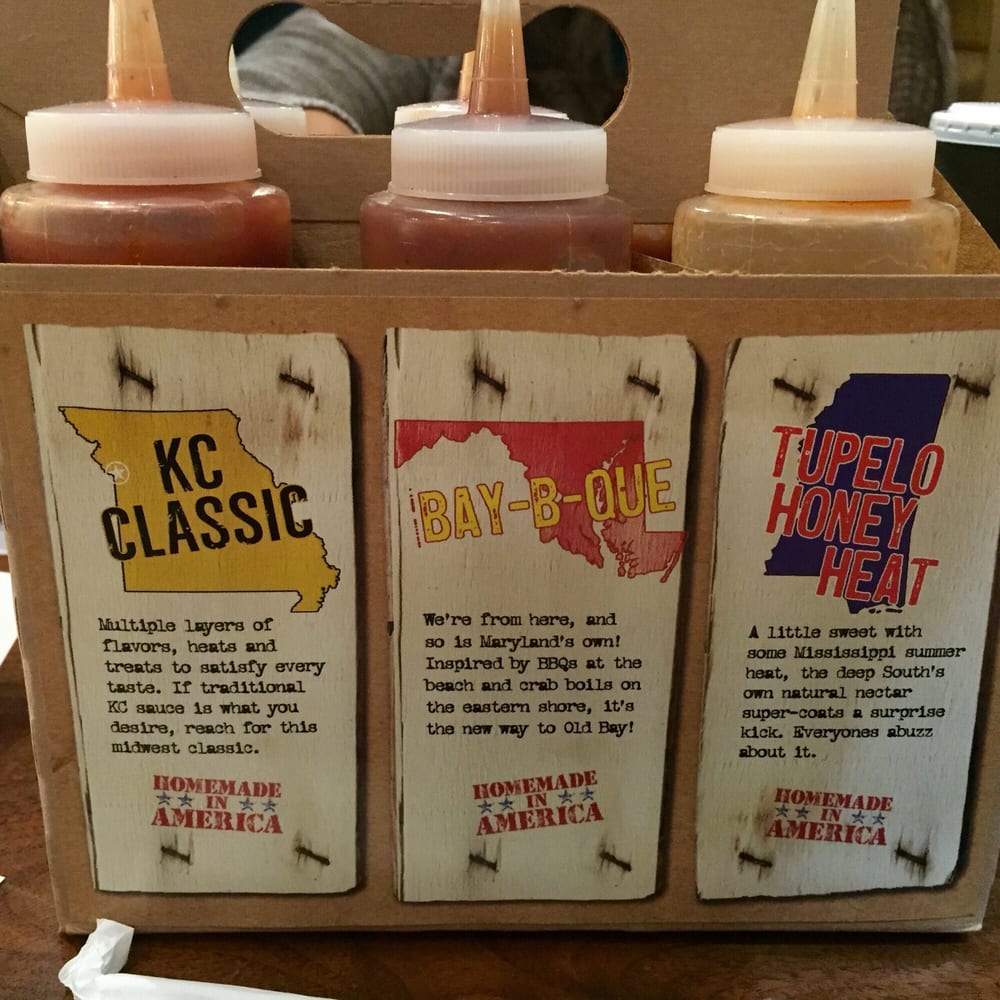 KC
CLASSIC
Multiple layers of
flavors, heats and
treats to satisfy every
taste. If traditional
KC sauce is what you
desire, reach for this
midwest classic.
HOMEMADE
IN
AMERICA
BAY-B-QUE
We're from here, and
so is Maryland's own!
Inspired by BBQs at the
beach and crab boils on
the eastern shore, it's
the new way to Old Bay!
HOMEMADE
IN
AMERICA
TUPELO
HONEY
HEAT
A little sweet with
some Mississippi summer
heat, the deep South's
own natural nectar
super-coats a surprise
kick. Everyones abuzz
about it.
HOMEMADE
IN
AMERICA